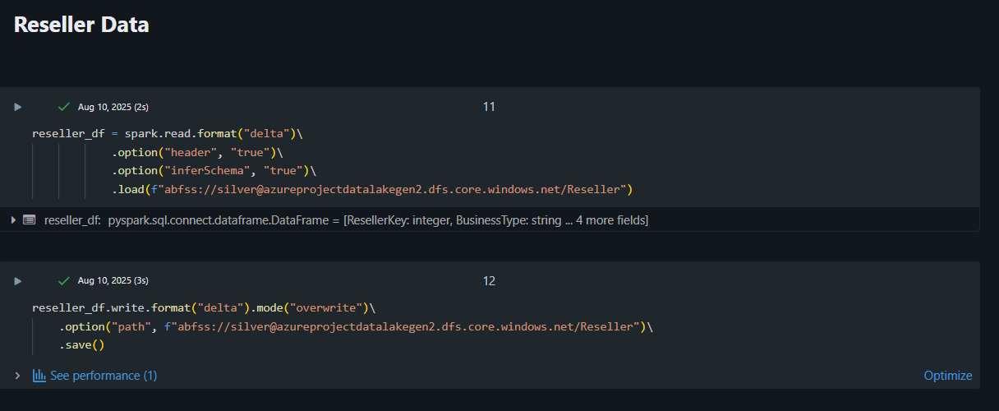 Reseller Data
Aug 10, 2025 (2s)
11
reseller_df = spark.read.format("delta")\
.option("header", "true")\
.option("inferSchema", "true")\
.load(f"abfss://silver@azureprojectdatalakegen2.dfs.core.windows.net/Reseller")
reseller_df: pyspark.sql.connect.dataframe.DataFrame = [ResellerKey: integer, BusinessType: string ... 4 more fields]
Aug 10, 2025 (3s)
12
reseller_df.write.format("delta").mode("overwrite")\
.option("path", f"abfss://silver@azureprojectdatalakegen2.dfs.core.windows.net/Reseller")\
.save()
See performance (1)
Optimize